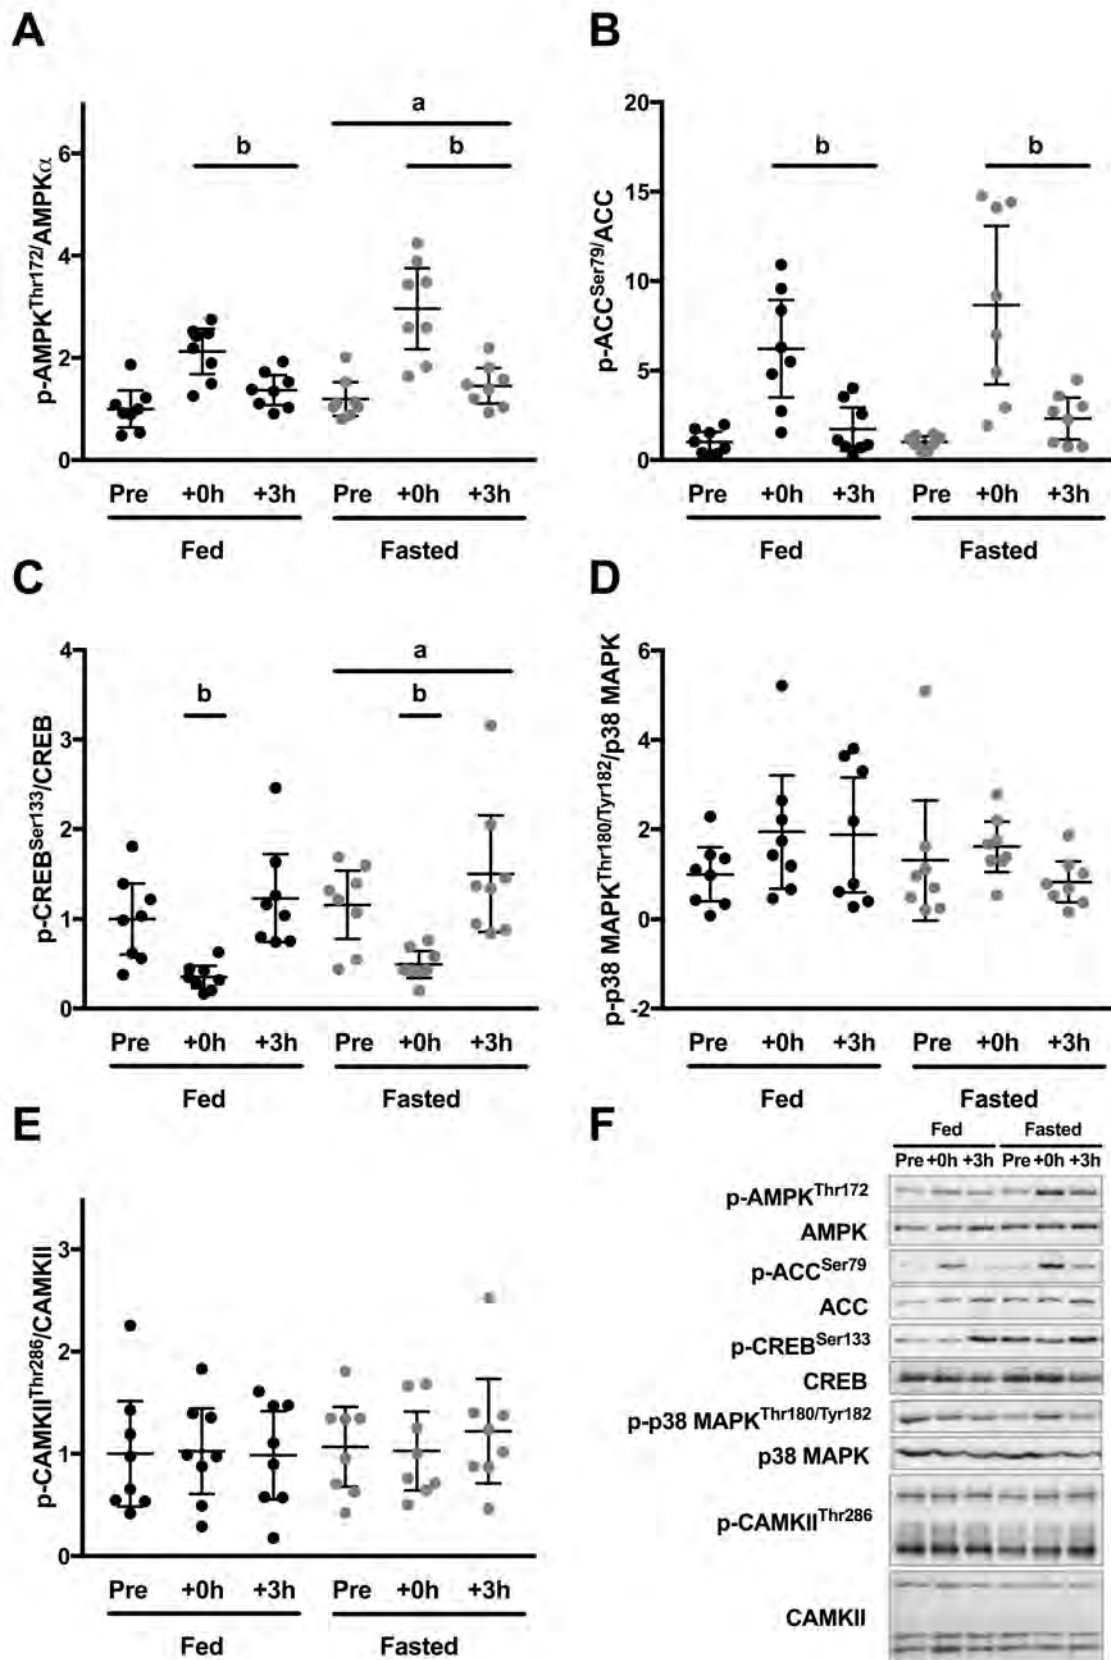 A
p-AMPKThr172/AMPKα
6
4
2
0
a
b
b
Pre +0h +3h Pre +0h +3h
Fed Fasted
B
p-ACCSer79/ACC
20
15
10
5
0
b
b
Pre +0h +3h Pre +0h +3h
Fed Fasted
C
p-CREBSer133/CREB
4
3
2
1
0
a
b
b
Pre +0h +3h Pre +0h +3h
Fed Fasted
D
p-p38 MAPKThr180/Tyr182/p38 MAPK
6
4
2
0
-2
Pre +0h +3h Pre +0h +3h
Fed Fasted
E
p-CAMKIIThr286/CAMKII
3
2
1
0
Pre +0h +3h Pre +0h +3h
Fed Fasted
F
Fed Fasted
Pre +0h +3h Pre +0h +3h
p-AMPKThr172
AMPK
p-ACCSer79
ACC
p-CREBSer133
CREB
p-p38 MAPKThr180/Tyr182
p38 MAPK
p-CAMKIIThr286
CAMKII